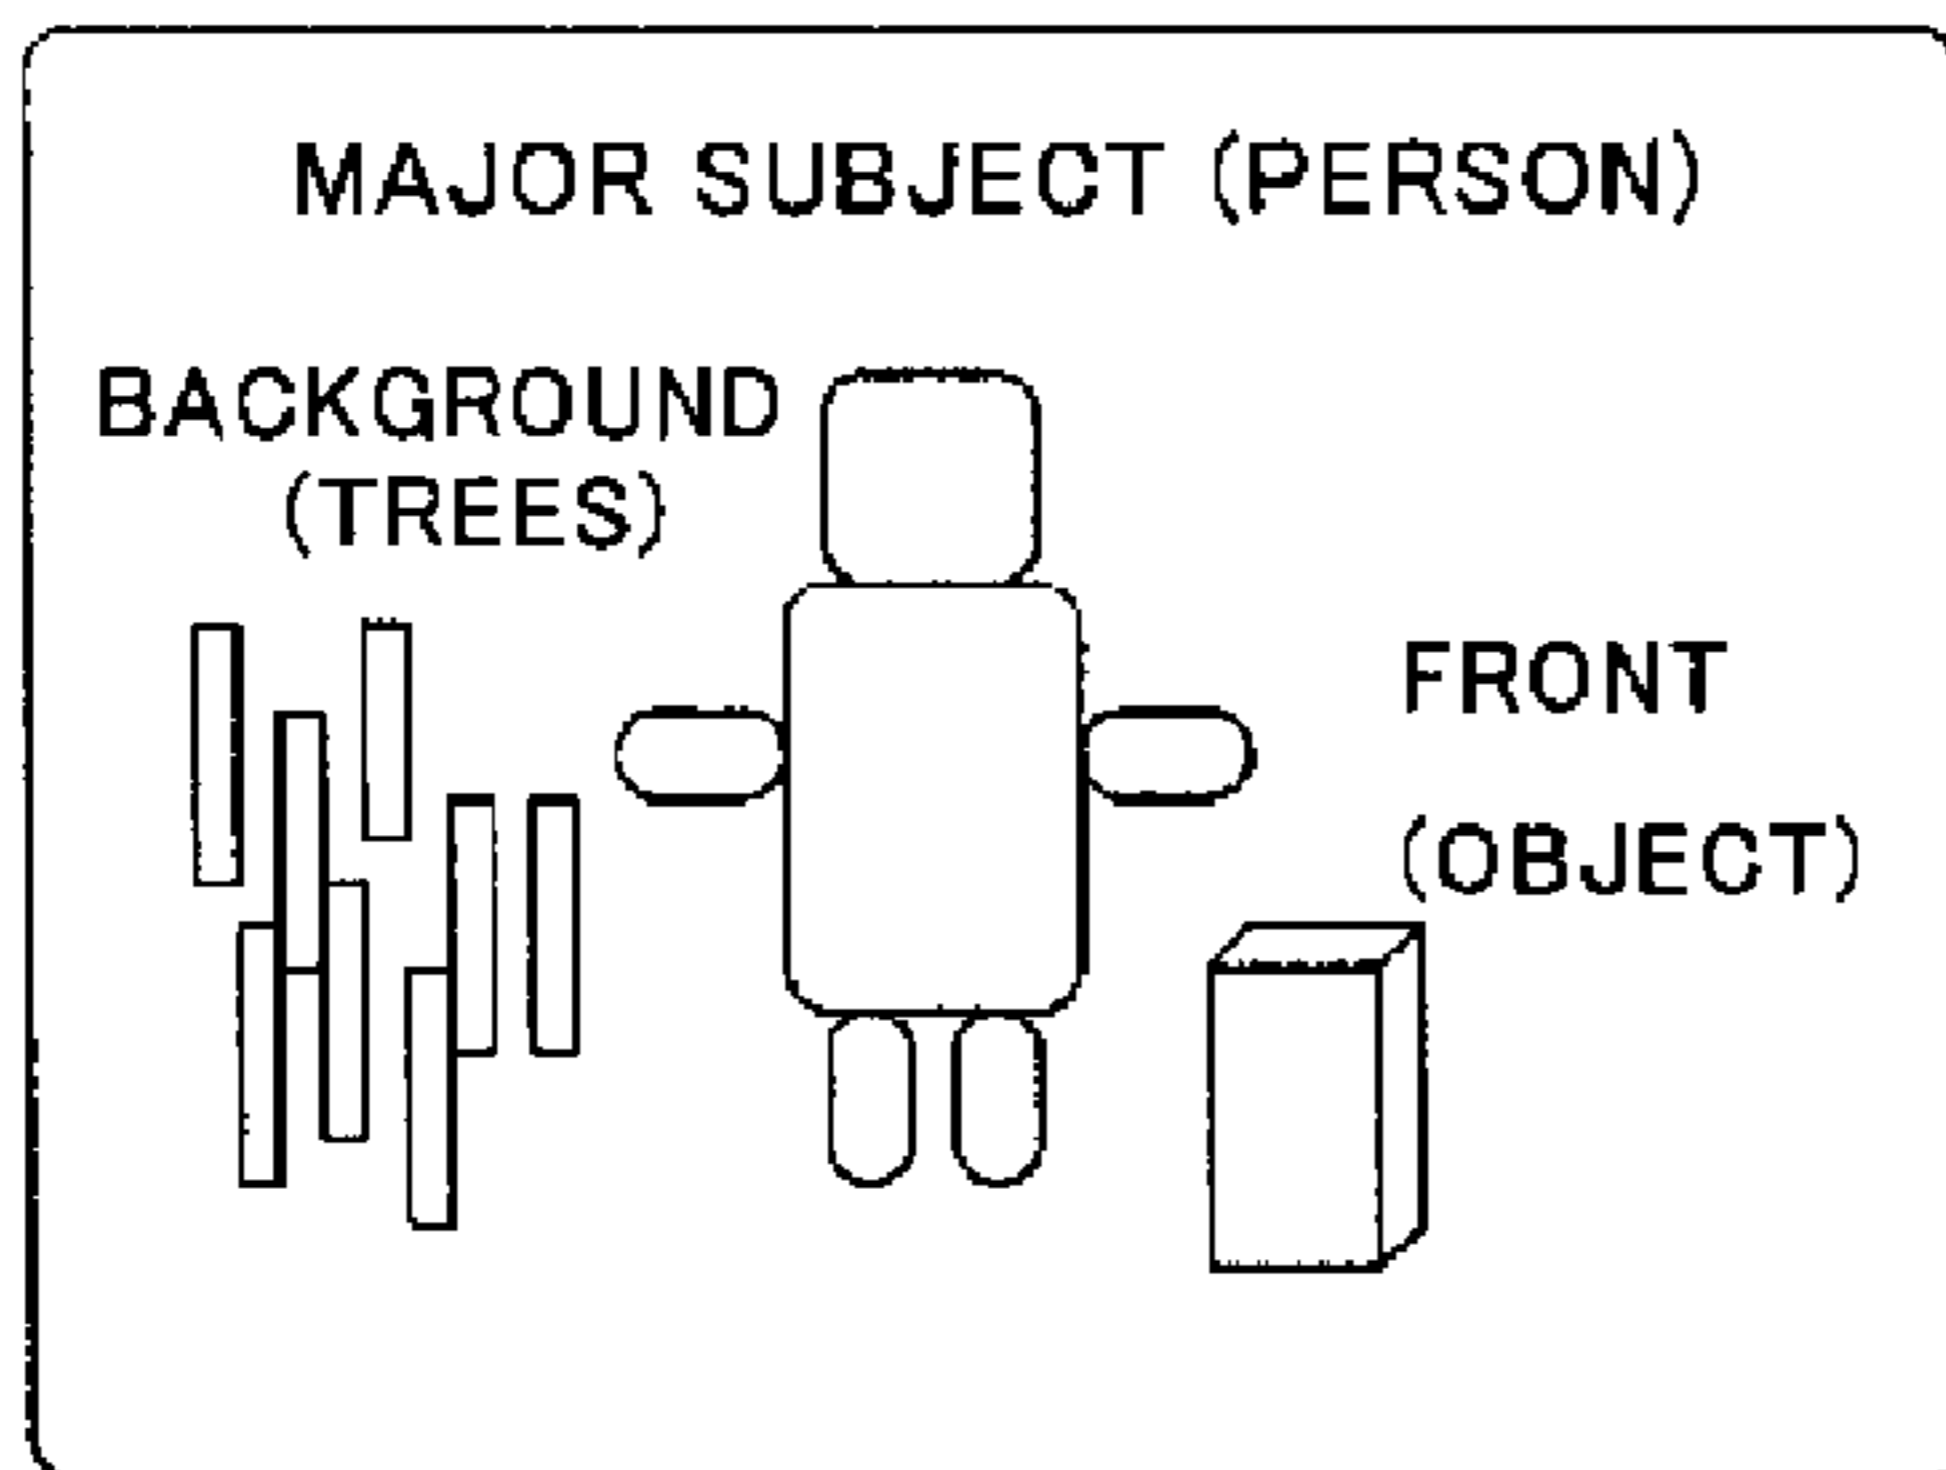 MAJOR SUBJECT (PERSON)
BACKGROUND
(TREES)
FRONT
(OBJECT)